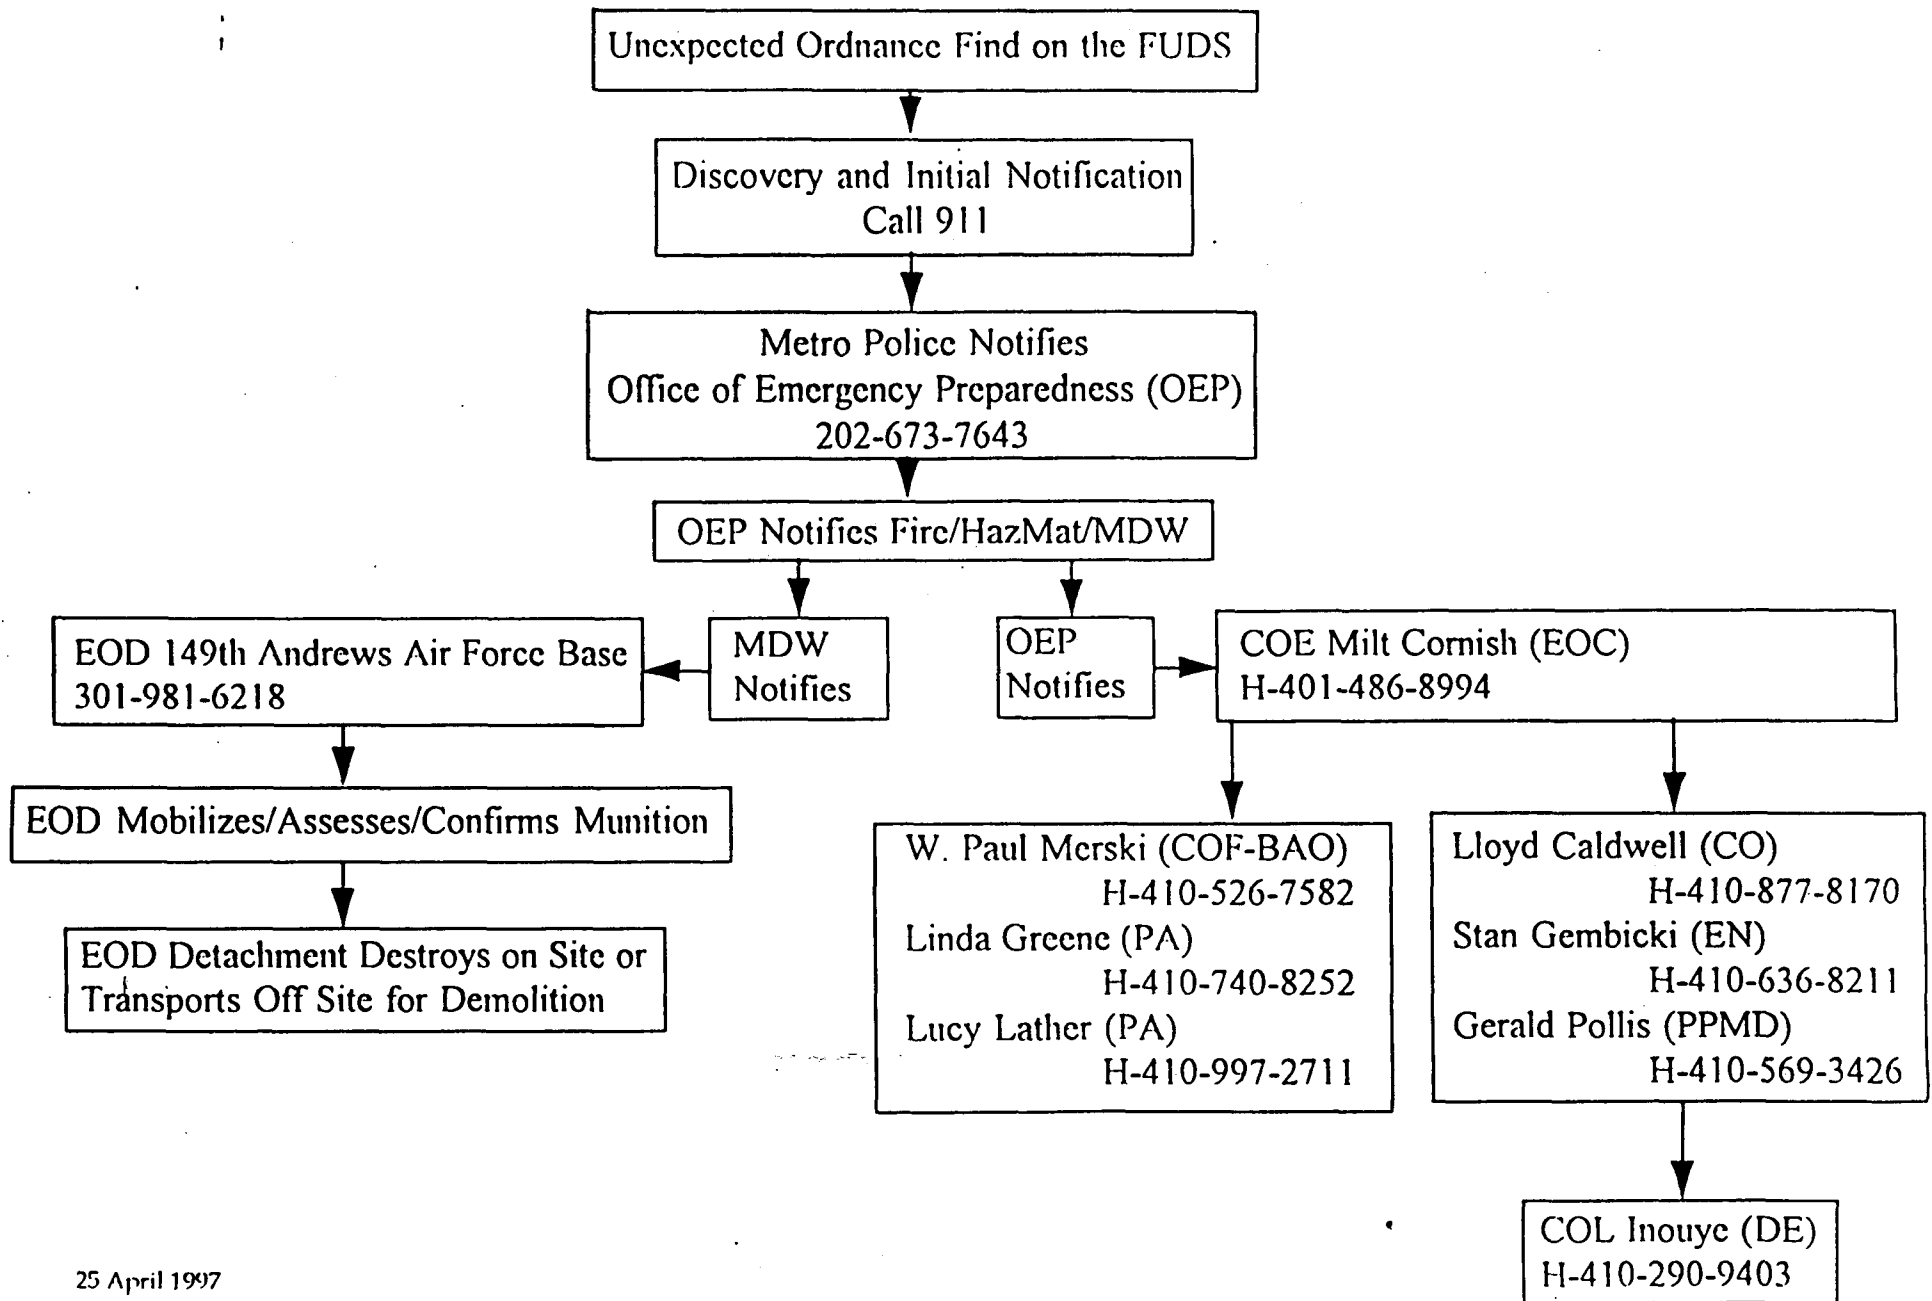 Unexpected Ordnance Find on the FUDS
Discovery and Initial Notification
Call 911
Metro Police Notifies
Office of Emergency Preparedness (OEP)
202-673-7643
OEP Notifies Fire/HazMat/MDW
EOD 149th Andrews Air Force Base
301-981-6218
MDW
Notifies
OEP
Notifies
COE Milt Cornish (EOC)
H-401-486-8994
EOD Mobilizes/Assesses/Confirms Munition
EOD Detachment Destroys on Site or
Transports Off Site for Demolition
W. Paul Merski (COF-BAO)
H-410-526-7582
Linda Greene (PA)
H-410-740-8252
Lucy Lather (PA)
H-410-997-2711
Lloyd Caldwell (CO)
H-410-877-8170
Stan Gembicki (EN)
H-410-636-8211
Gerald Pollis (PPMD)
H-410-569-3426
COL Inouye (DE)
H-410-290-9403
25 April 1997